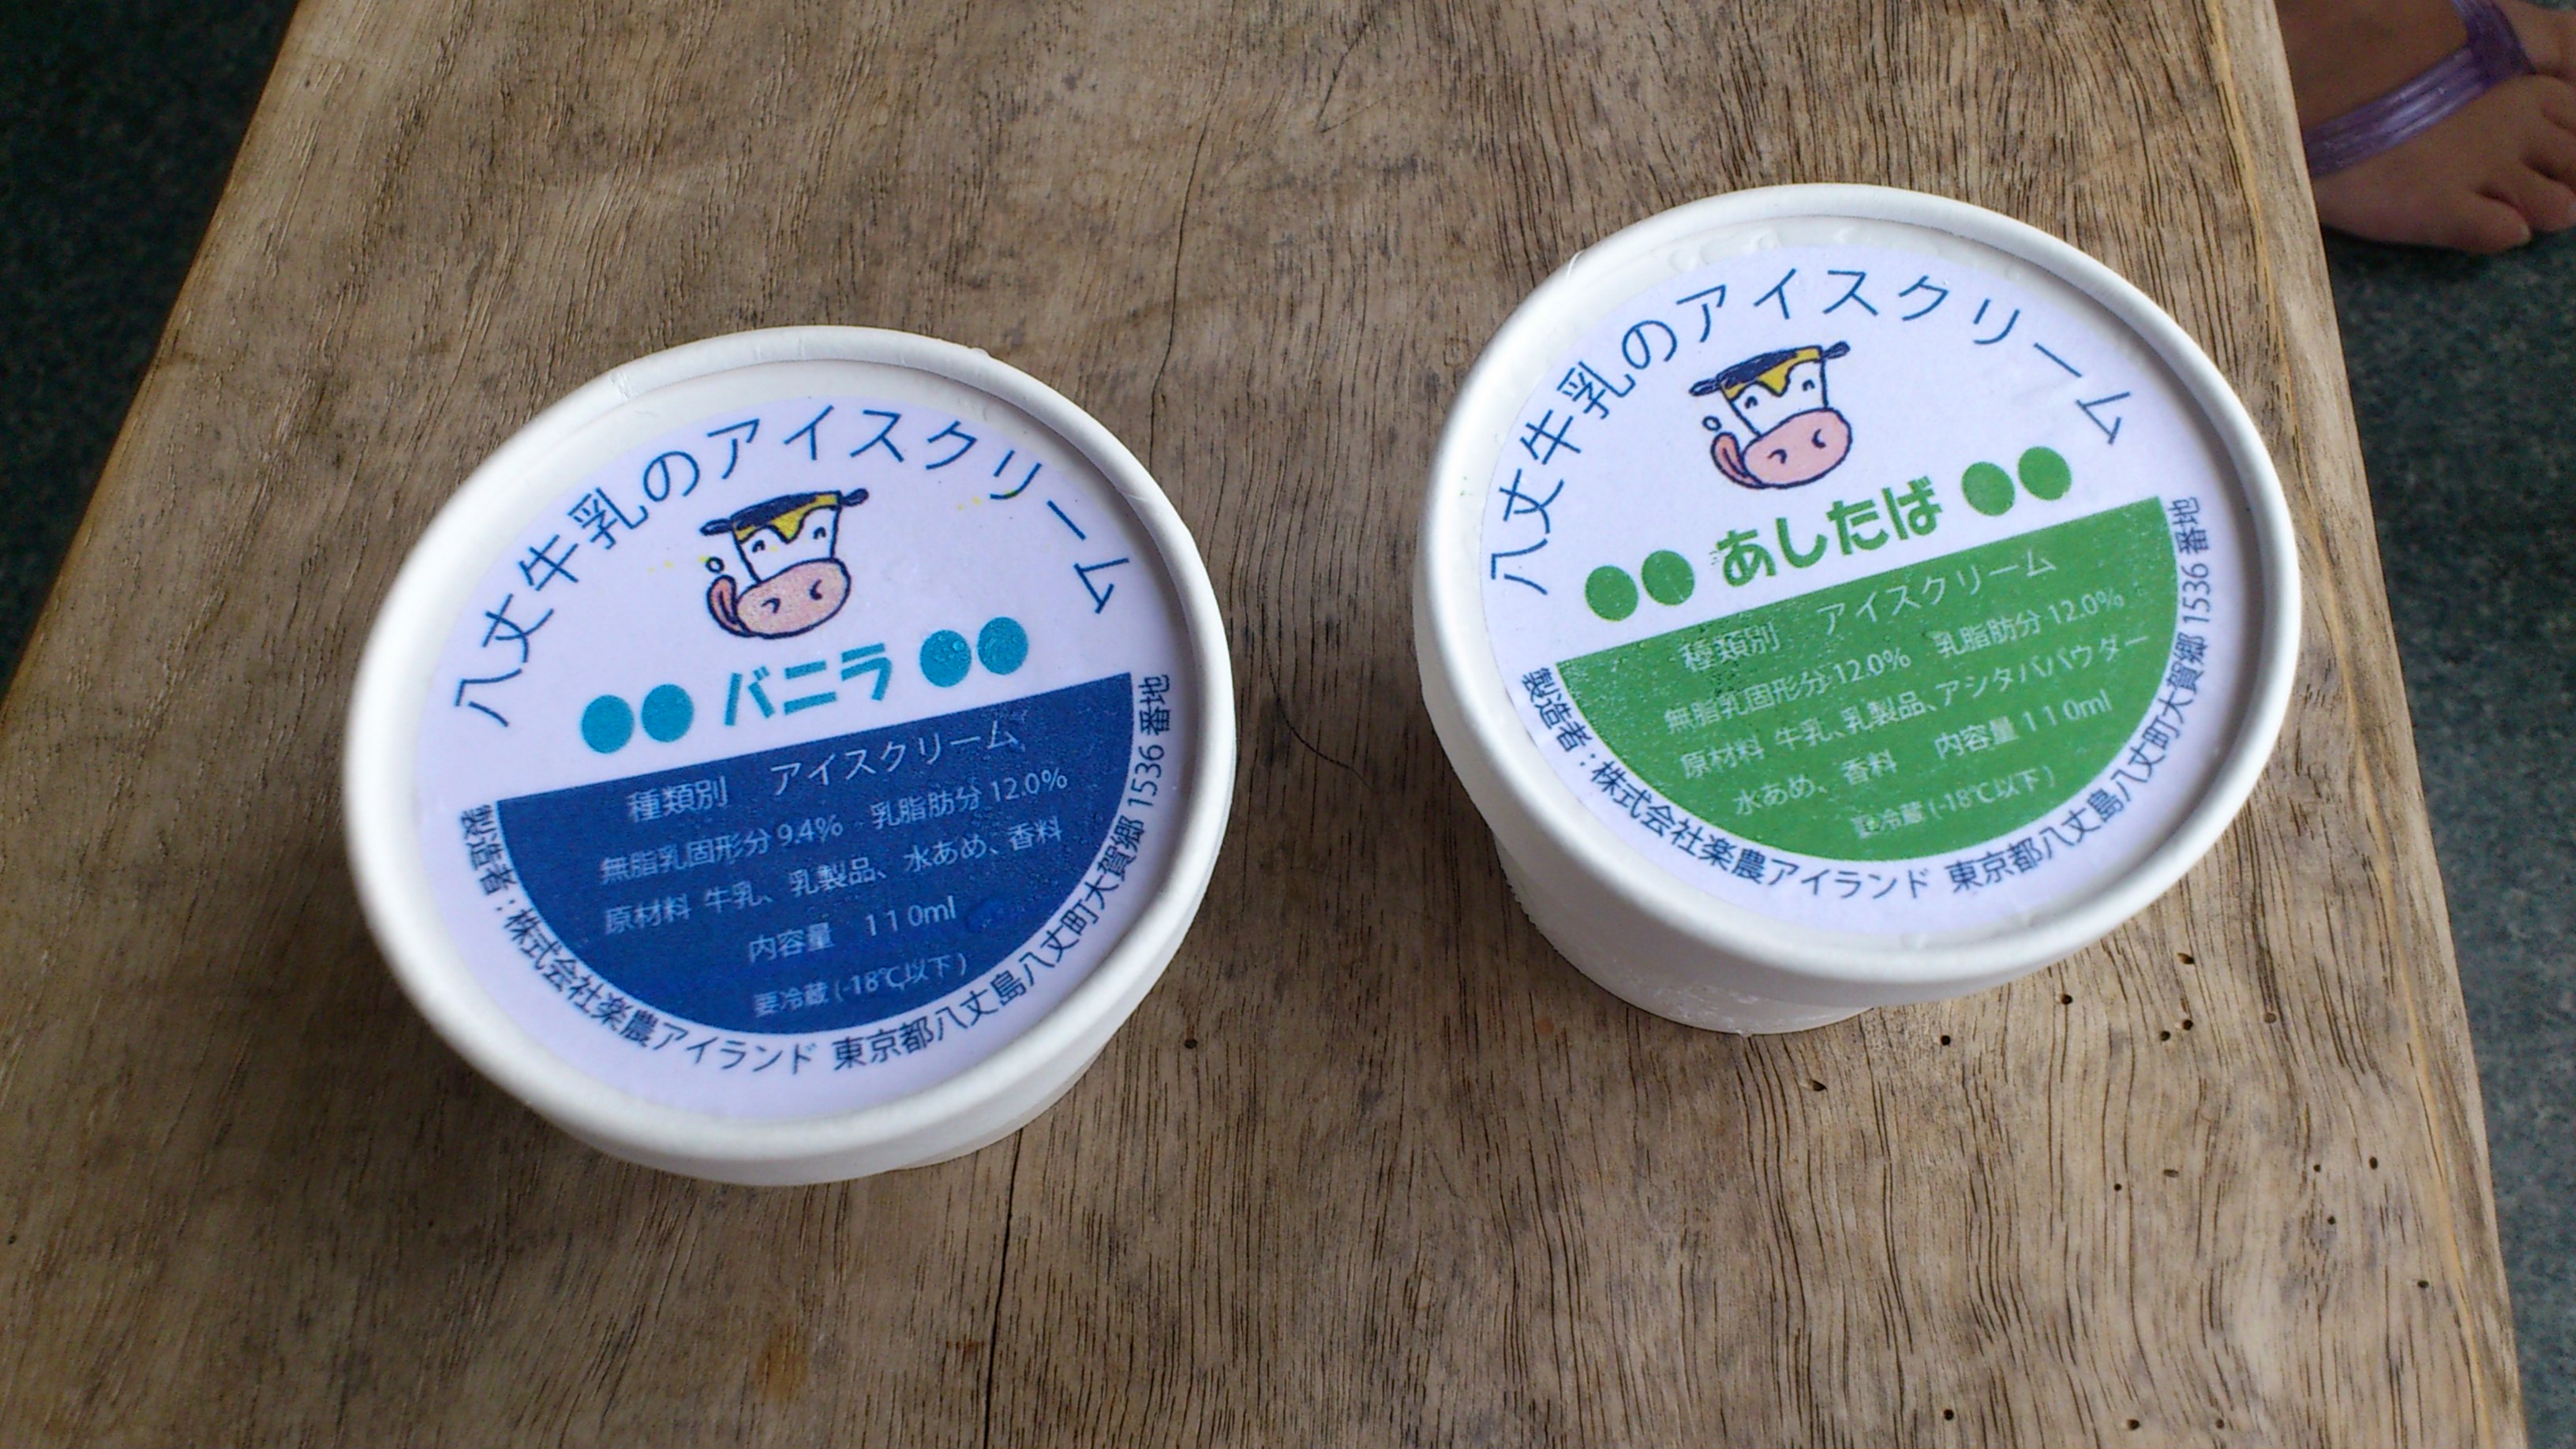 八丈牛乳のアイスクリーム
バニラ
種類別 アイスクリーム
無脂乳固形分 9.4% 乳脂肪分 12.0%
原材料 牛乳、乳製品、水あめ、香料
内容量 110ml
要冷蔵 (-18℃以下)
製造者:株式会社楽農アイランド 東京都八丈島八丈町大賀郷 1536 番地
八丈牛乳のアイスクリーム
あしたば
種類別 アイスクリーム
無脂乳固形分 12.0% 乳脂肪分 12.0%
原材料 牛乳、乳製品、アシタバパウダー
水あめ、香料 内容量 110ml
要冷蔵 (-18℃以下)
製造者:株式会社楽農アイランド 東京都八丈島八丈町大賀郷 1536 番地